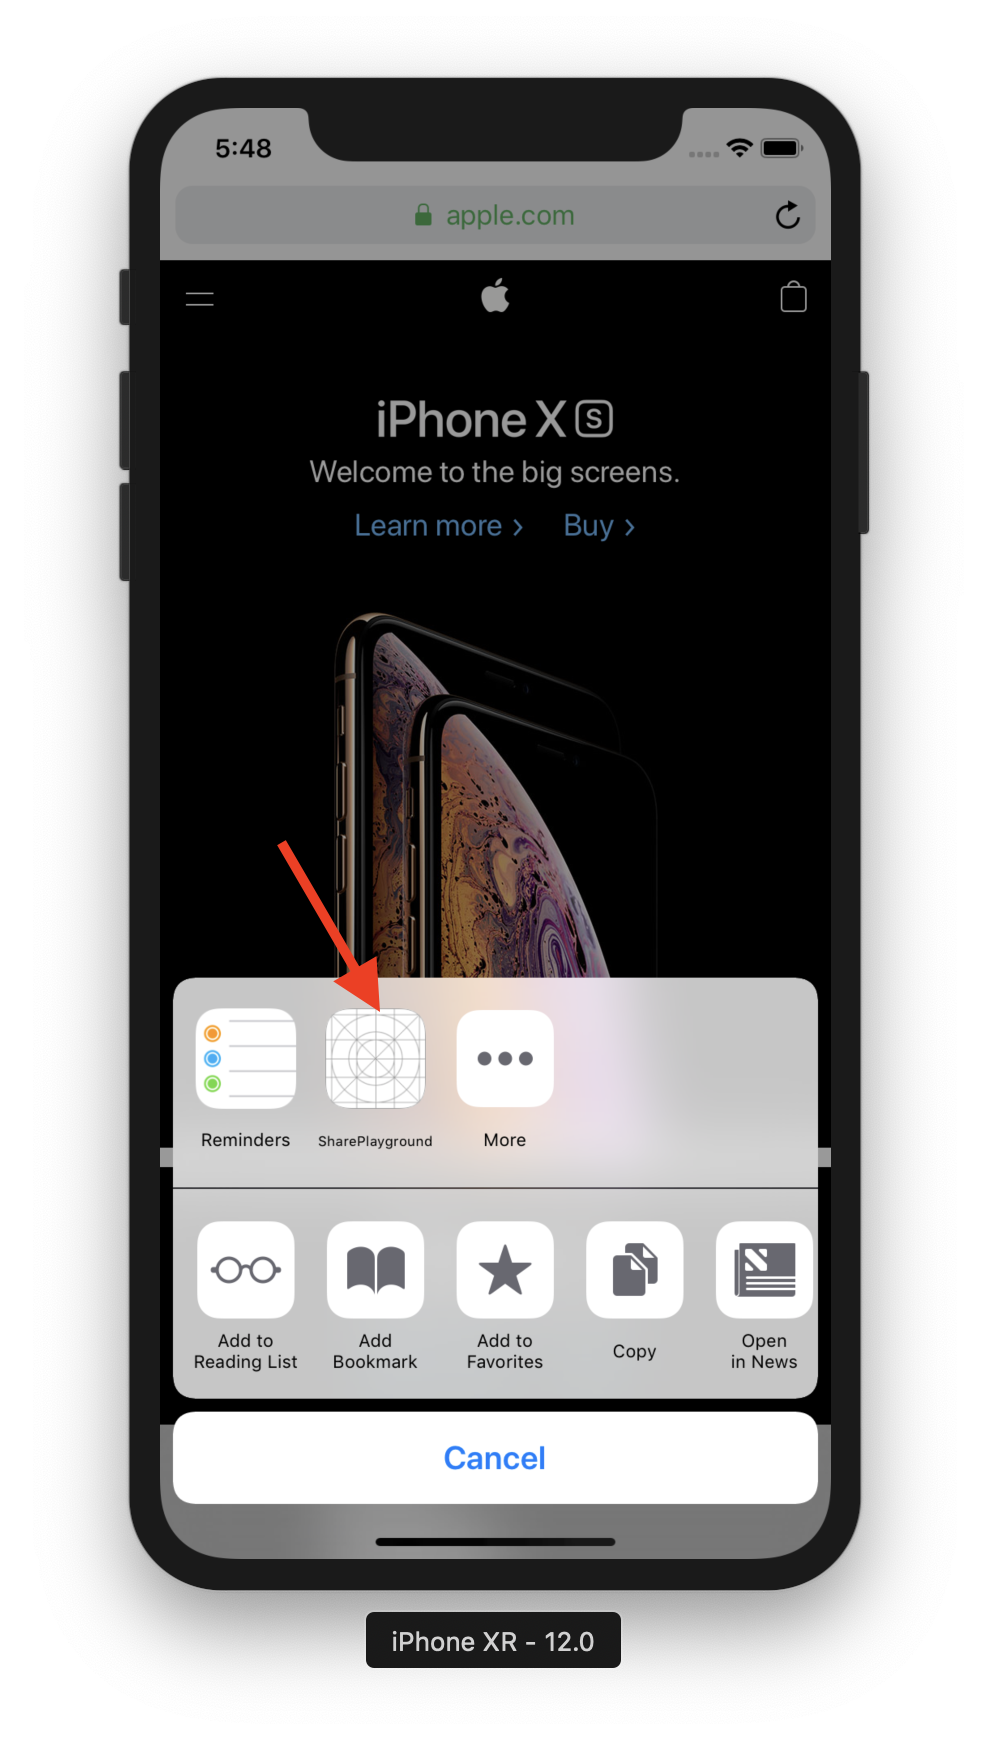 5:48
apple.com
iPhone XS
Welcome to the big screens.
Learn more > Buy >
Reminders
SharePlayground
More
Add to
Reading List
Add
Bookmark
Add to
Favorites
Copy
Open
in News
Cancel
iPhone XR - 12.0